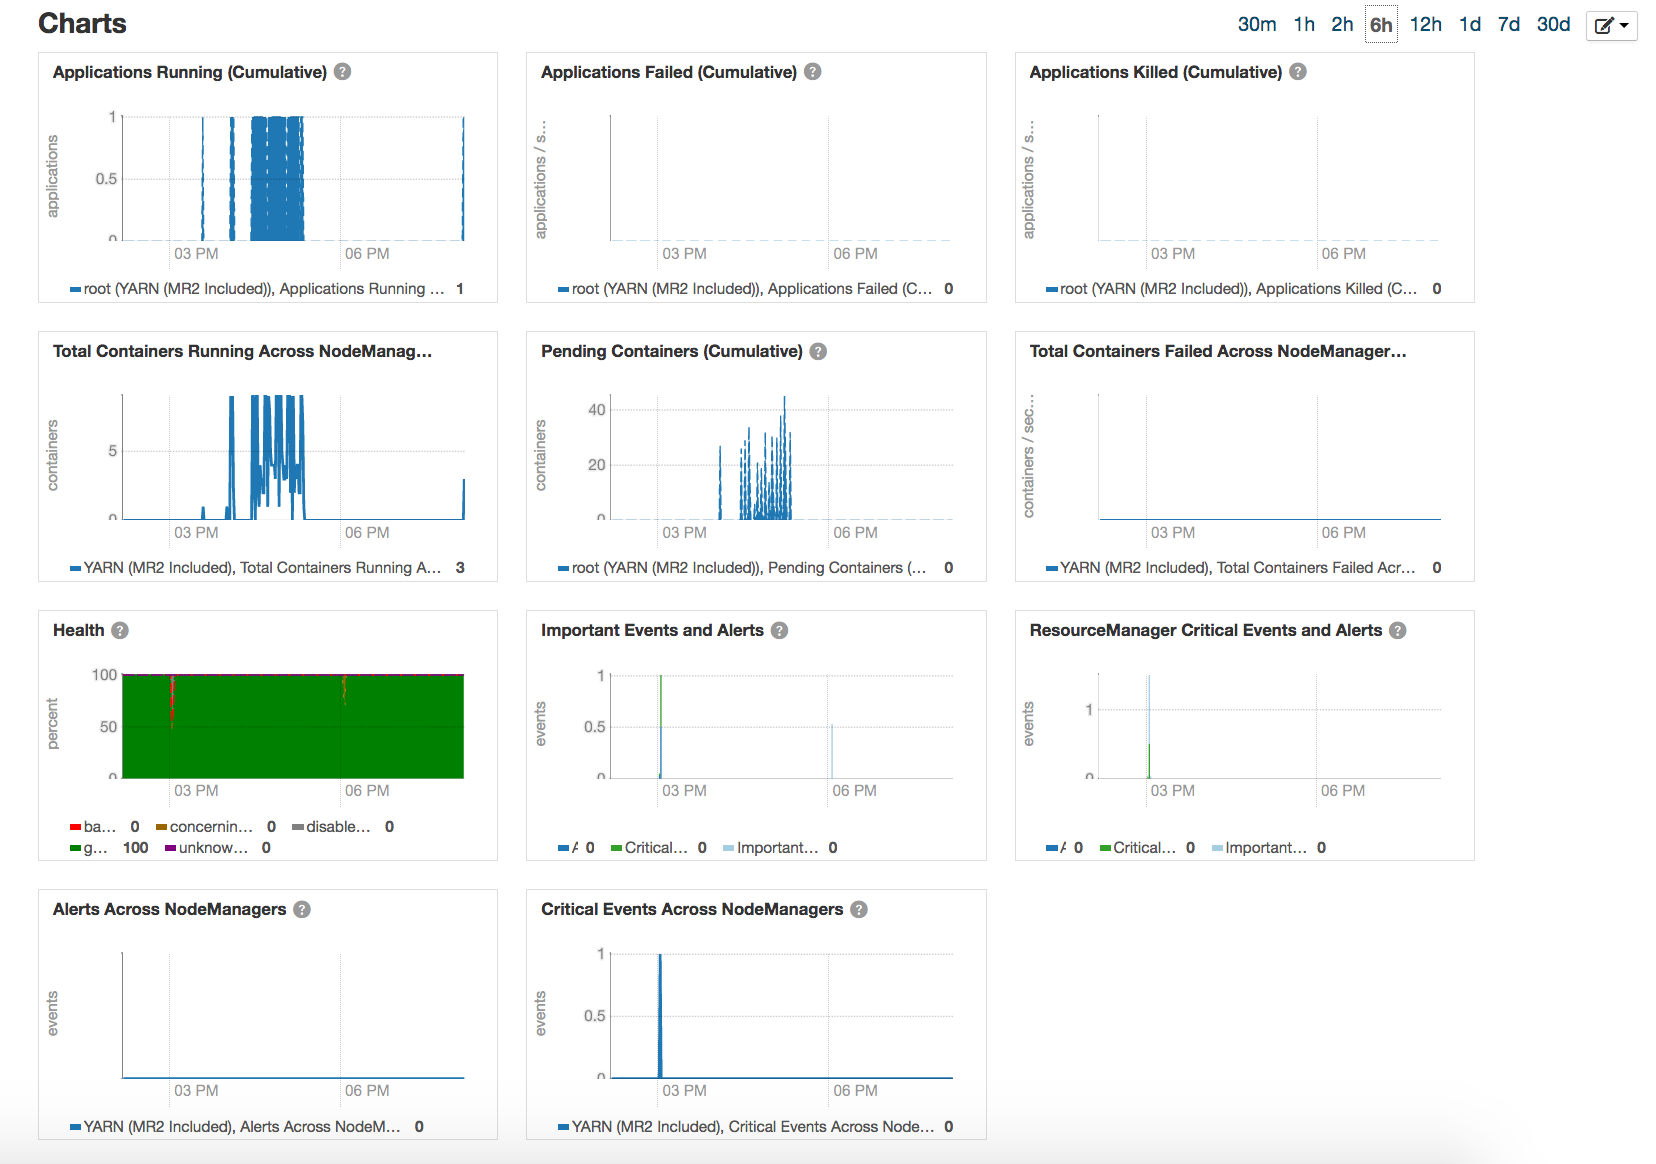 Charts
30m 1h 2h 6h 12h 1d 7d 30d
Applications Running (Cumulative) ?
applications
1
0.5
0
03 PM 06 PM
root (YARN (MR2 Included)), Applications Running ... 1
Applications Failed (Cumulative) ?
applications / s...
03 PM 06 PM
root (YARN (MR2 Included)), Applications Failed (C... 0
Applications Killed (Cumulative) ?
applications / s...
03 PM 06 PM
root (YARN (MR2 Included)), Applications Killed (C... 0
Total Containers Running Across NodeManag...
containers
5
0
03 PM 06 PM
YARN (MR2 Included), Total Containers Running A... 3
Pending Containers (Cumulative) ?
containers
40
20
0
03 PM 06 PM
root (YARN (MR2 Included)), Pending Containers (... 0
Total Containers Failed Across NodeManager...
containers / sec...
03 PM 06 PM
YARN (MR2 Included), Total Containers Failed Acr... 0
Health ?
percent
100
50
0
03 PM 06 PM
ba... 0 concernin... 0 disable... 0
g... 100 unknow... 0
Important Events and Alerts ?
events
1
0.5
0
03 PM 06 PM
A 0 Critical... 0 Important... 0
ResourceManager Critical Events and Alerts ?
events
1
0
03 PM 06 PM
A 0 Critical... 0 Important... 0
Alerts Across NodeManagers ?
events
03 PM 06 PM
YARN (MR2 Included), Alerts Across NodeM... 0
Critical Events Across NodeManagers ?
events
1
0.5
0
03 PM 06 PM
YARN (MR2 Included), Critical Events Across Node... 0